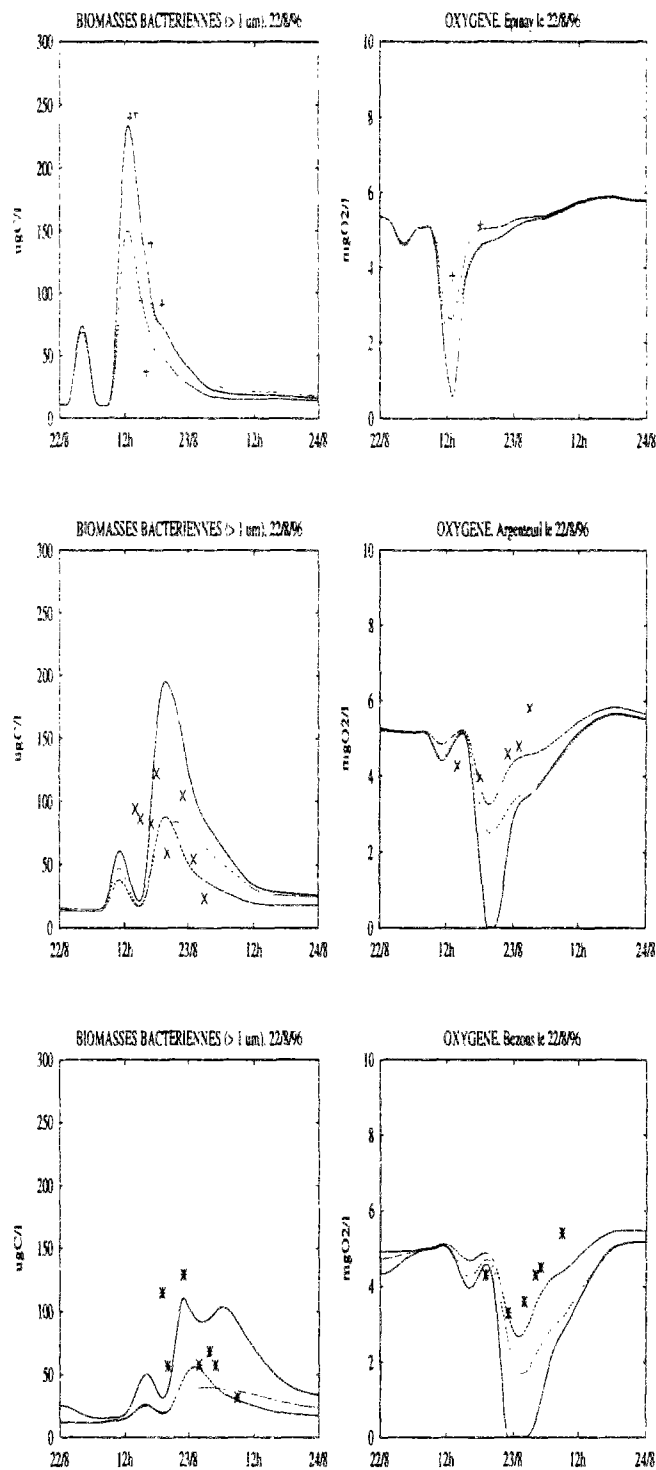 BIOMASSES BACTERIENNES (> 1 um). 22/8/96
300
250
200
150
100
50
0
ugC/l
22/8 12h 23/8 12h 24/8
OXYGENE. Epinay le 22/8/96
10
8
6
4
2
0
mgO2/l
22/8 12h 23/8 12h 24/8
BIOMASSES BACTERIENNES (> 1 um). 22/8/96
300
250
200
150
100
50
0
ugC/l
22/8 12h 23/8 12h 24/8
OXYGENE. Argenteuil le 22/8/96
10
8
6
4
2
0
mgO2/l
22/8 12h 23/8 12h 24/8
BIOMASSES BACTERIENNES (> 1 um). 22/8/96
300
250
200
150
100
50
0
ugC/l
22/8 12h 23/8 12h 24/8
OXYGENE. Bezons le 22/8/96
10
8
6
4
2
0
mgO2/l
22/8 12h 23/8 12h 24/8